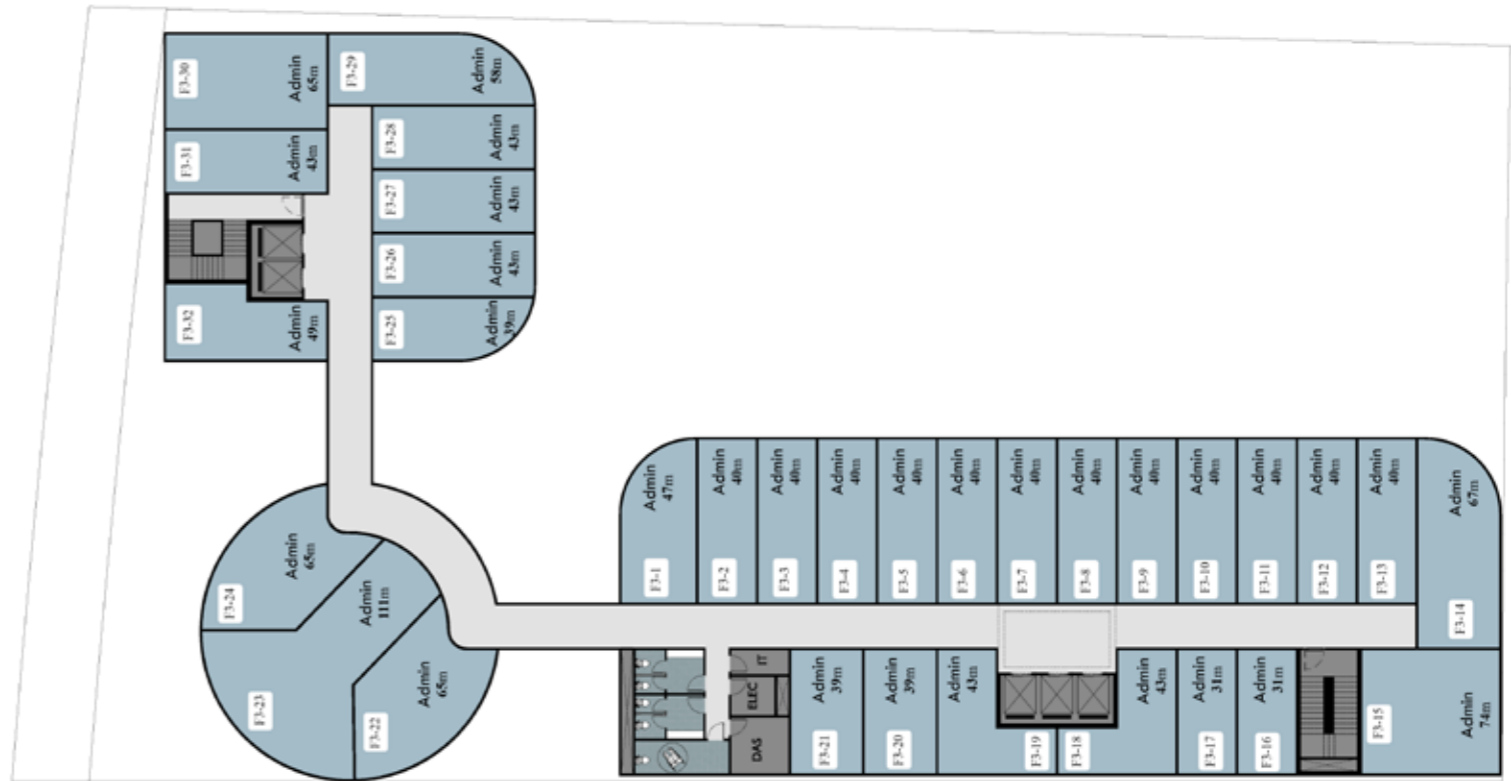 F3-30
Admin
65m
F3-29
Admin
58m
F3-31
Admin
43m
F3-28
Admin
43m
F3-27
Admin
43m
F3-26
Admin
43m
F3-32
Admin
49m
F3-25
Admin
39m
F3-24
Admin
65m
F3-23
Admin
111m
F3-22
Admin
65m
F3-1
Admin
47m
F3-2
Admin
40m
F3-3
Admin
40m
F3-4
Admin
40m
F3-5
Admin
40m
F3-6
Admin
40m
F3-7
Admin
40m
F3-8
Admin
40m
F3-9
Admin
40m
F3-10
Admin
40m
F3-11
Admin
40m
F3-12
Admin
40m
F3-13
Admin
40m
F3-14
Admin
67m
IT
ELEC
DAS
F3-21
Admin
39m
F3-20
Admin
39m
F3-19
Admin
43m
F3-18
Admin
43m
F3-17
Admin
31m
F3-16
Admin
31m
F3-15
Admin
74m